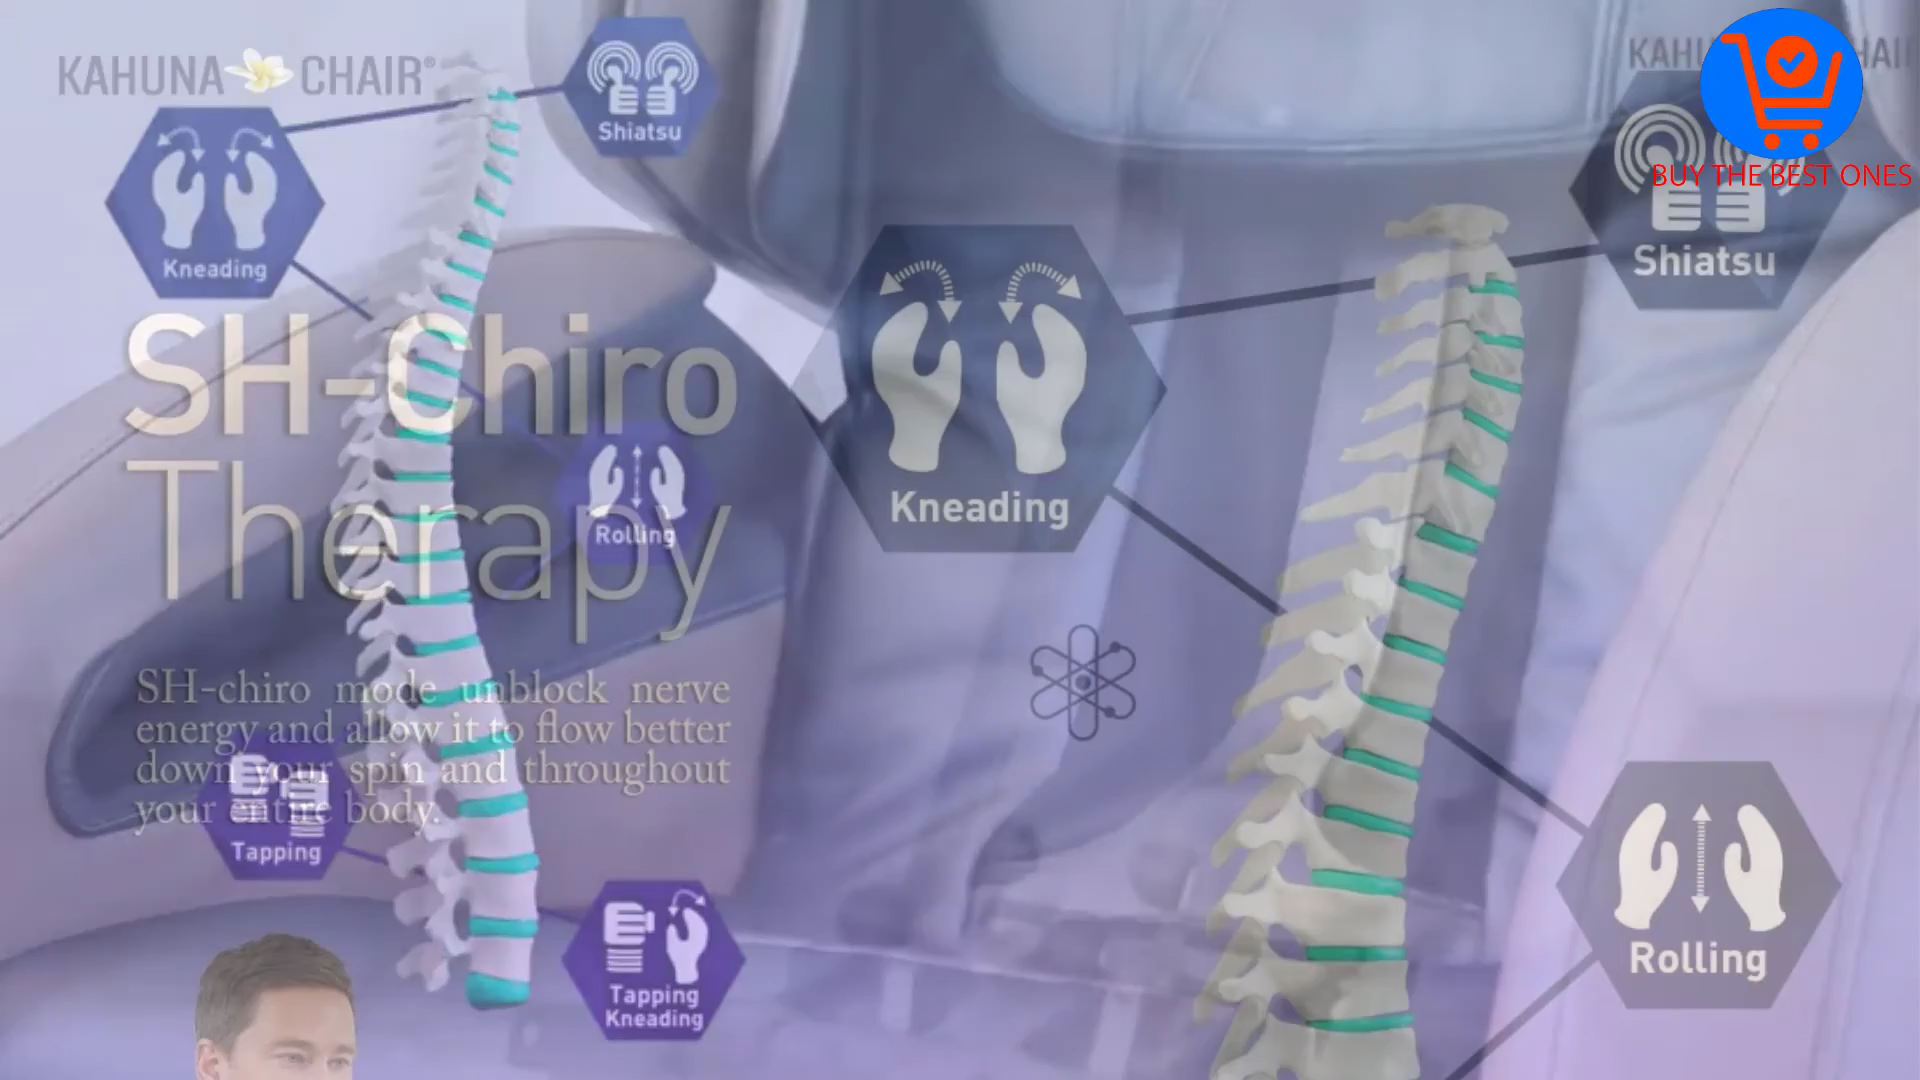 KAHUNA CHAIR®
Shiatsu
Kneading
SH-Chiro
Therapy
Rolling
SH-chiro mode unblock nerve
energy and allow it to flow better
down your spin and throughout
your entire body.
Tapping
Tapping
Kneading
Kneading
Shiatsu
Rolling
BUY THE BEST ONES